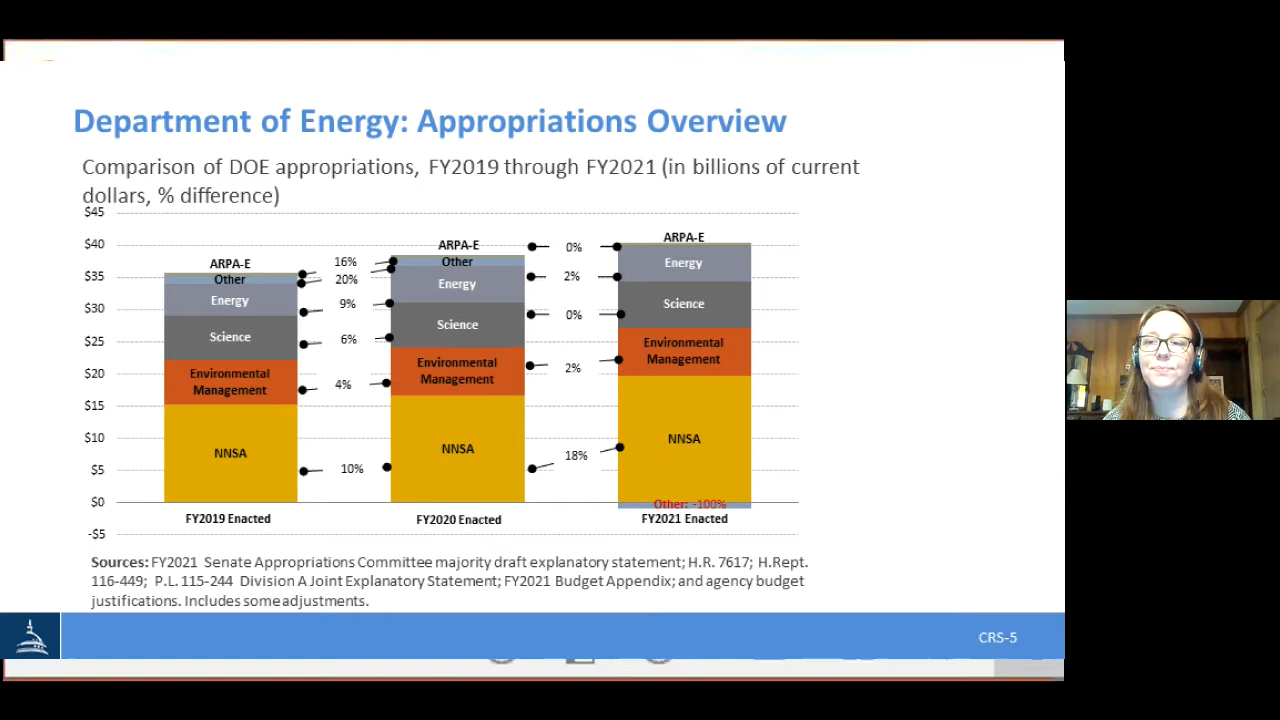 Department of Energy: Appropriations Overview
Comparison of DOE appropriations, FY2019 through FY2021 (in billions of current
dollars, % difference)
$45
$40
$35
$30
$25
$20
$15
$10
$5
$0
-$5
ARPA-E
Other
Energy
Science
Environmental
Management
NNSA
FY2019 Enacted
16%
20%
9%
6%
4%
10%
ARPA-E
Other
Energy
Science
Environmental
Management
NNSA
FY2020 Enacted
0%
2%
0%
2%
18%
ARPA-E
Energy
Science
Environmental
Management
NNSA
Other: -100%
FY2021 Enacted
Sources: FY2021 Senate Appropriations Committee majority draft explanatory statement; H.R. 7617; H.Rept.
116-449; P.L. 115-244 Division A Joint Explanatory Statement; FY2021 Budget Appendix; and agency budget
justifications. Includes some adjustments.
CRS-5